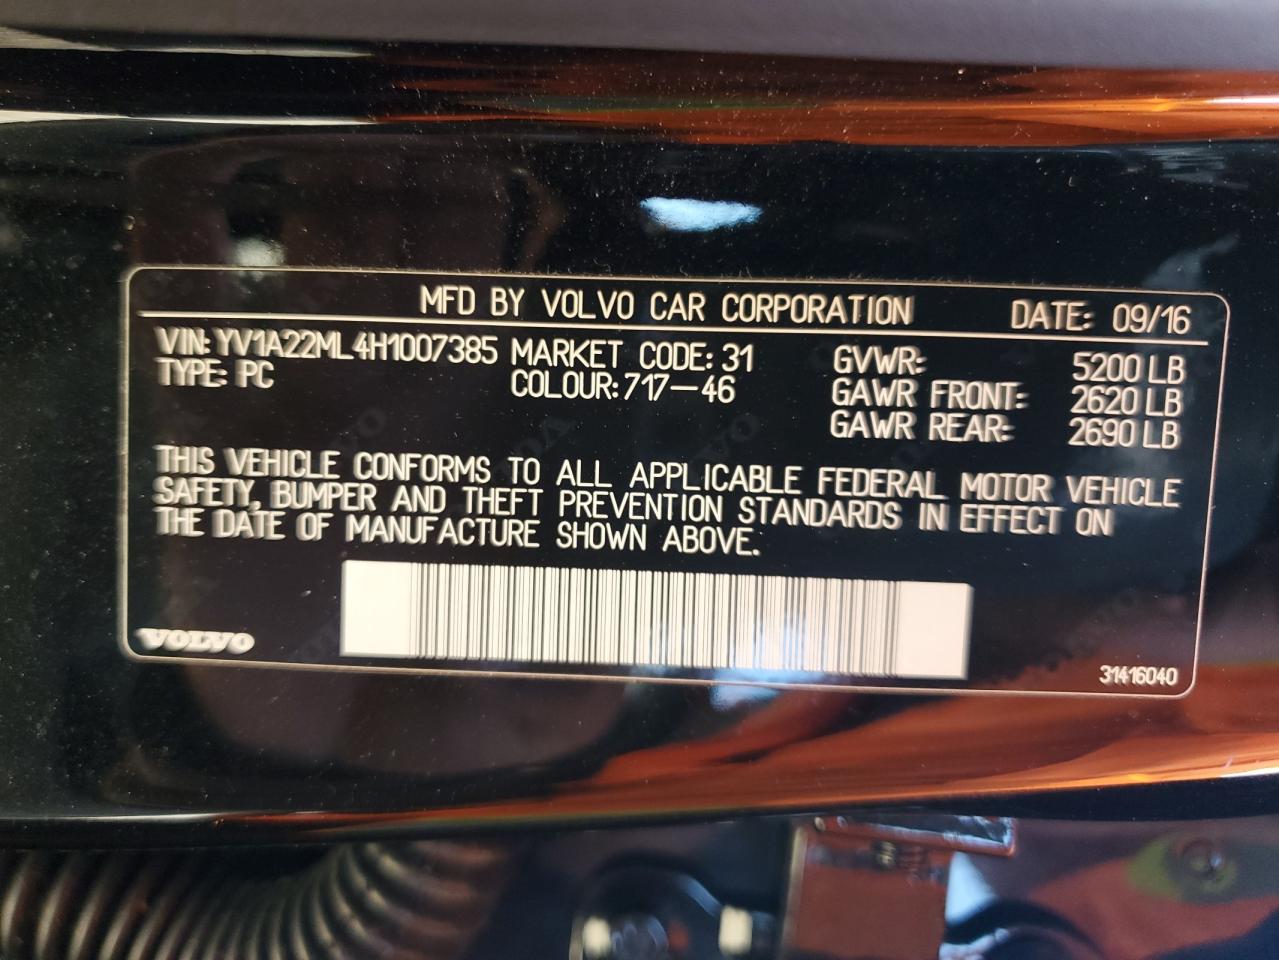 MFD BY VOLVO CAR CORPORATION DATE: 09/16
VIN: YV1A22ML4H1007385 MARKET CODE: 31 GVWR: 5200 LB
TYPE: PC COLOUR: 717-46 GAWR FRONT: 2620 LB
GAWR REAR: 2690 LB
THIS VEHICLE CONFORMS TO ALL APPLICABLE FEDERAL MOTOR VEHICLE
SAFETY, BUMPER AND THEFT PREVENTION STANDARDS IN EFFECT ON
THE DATE OF MANUFACTURE SHOWN ABOVE.
VOLVO
31416040